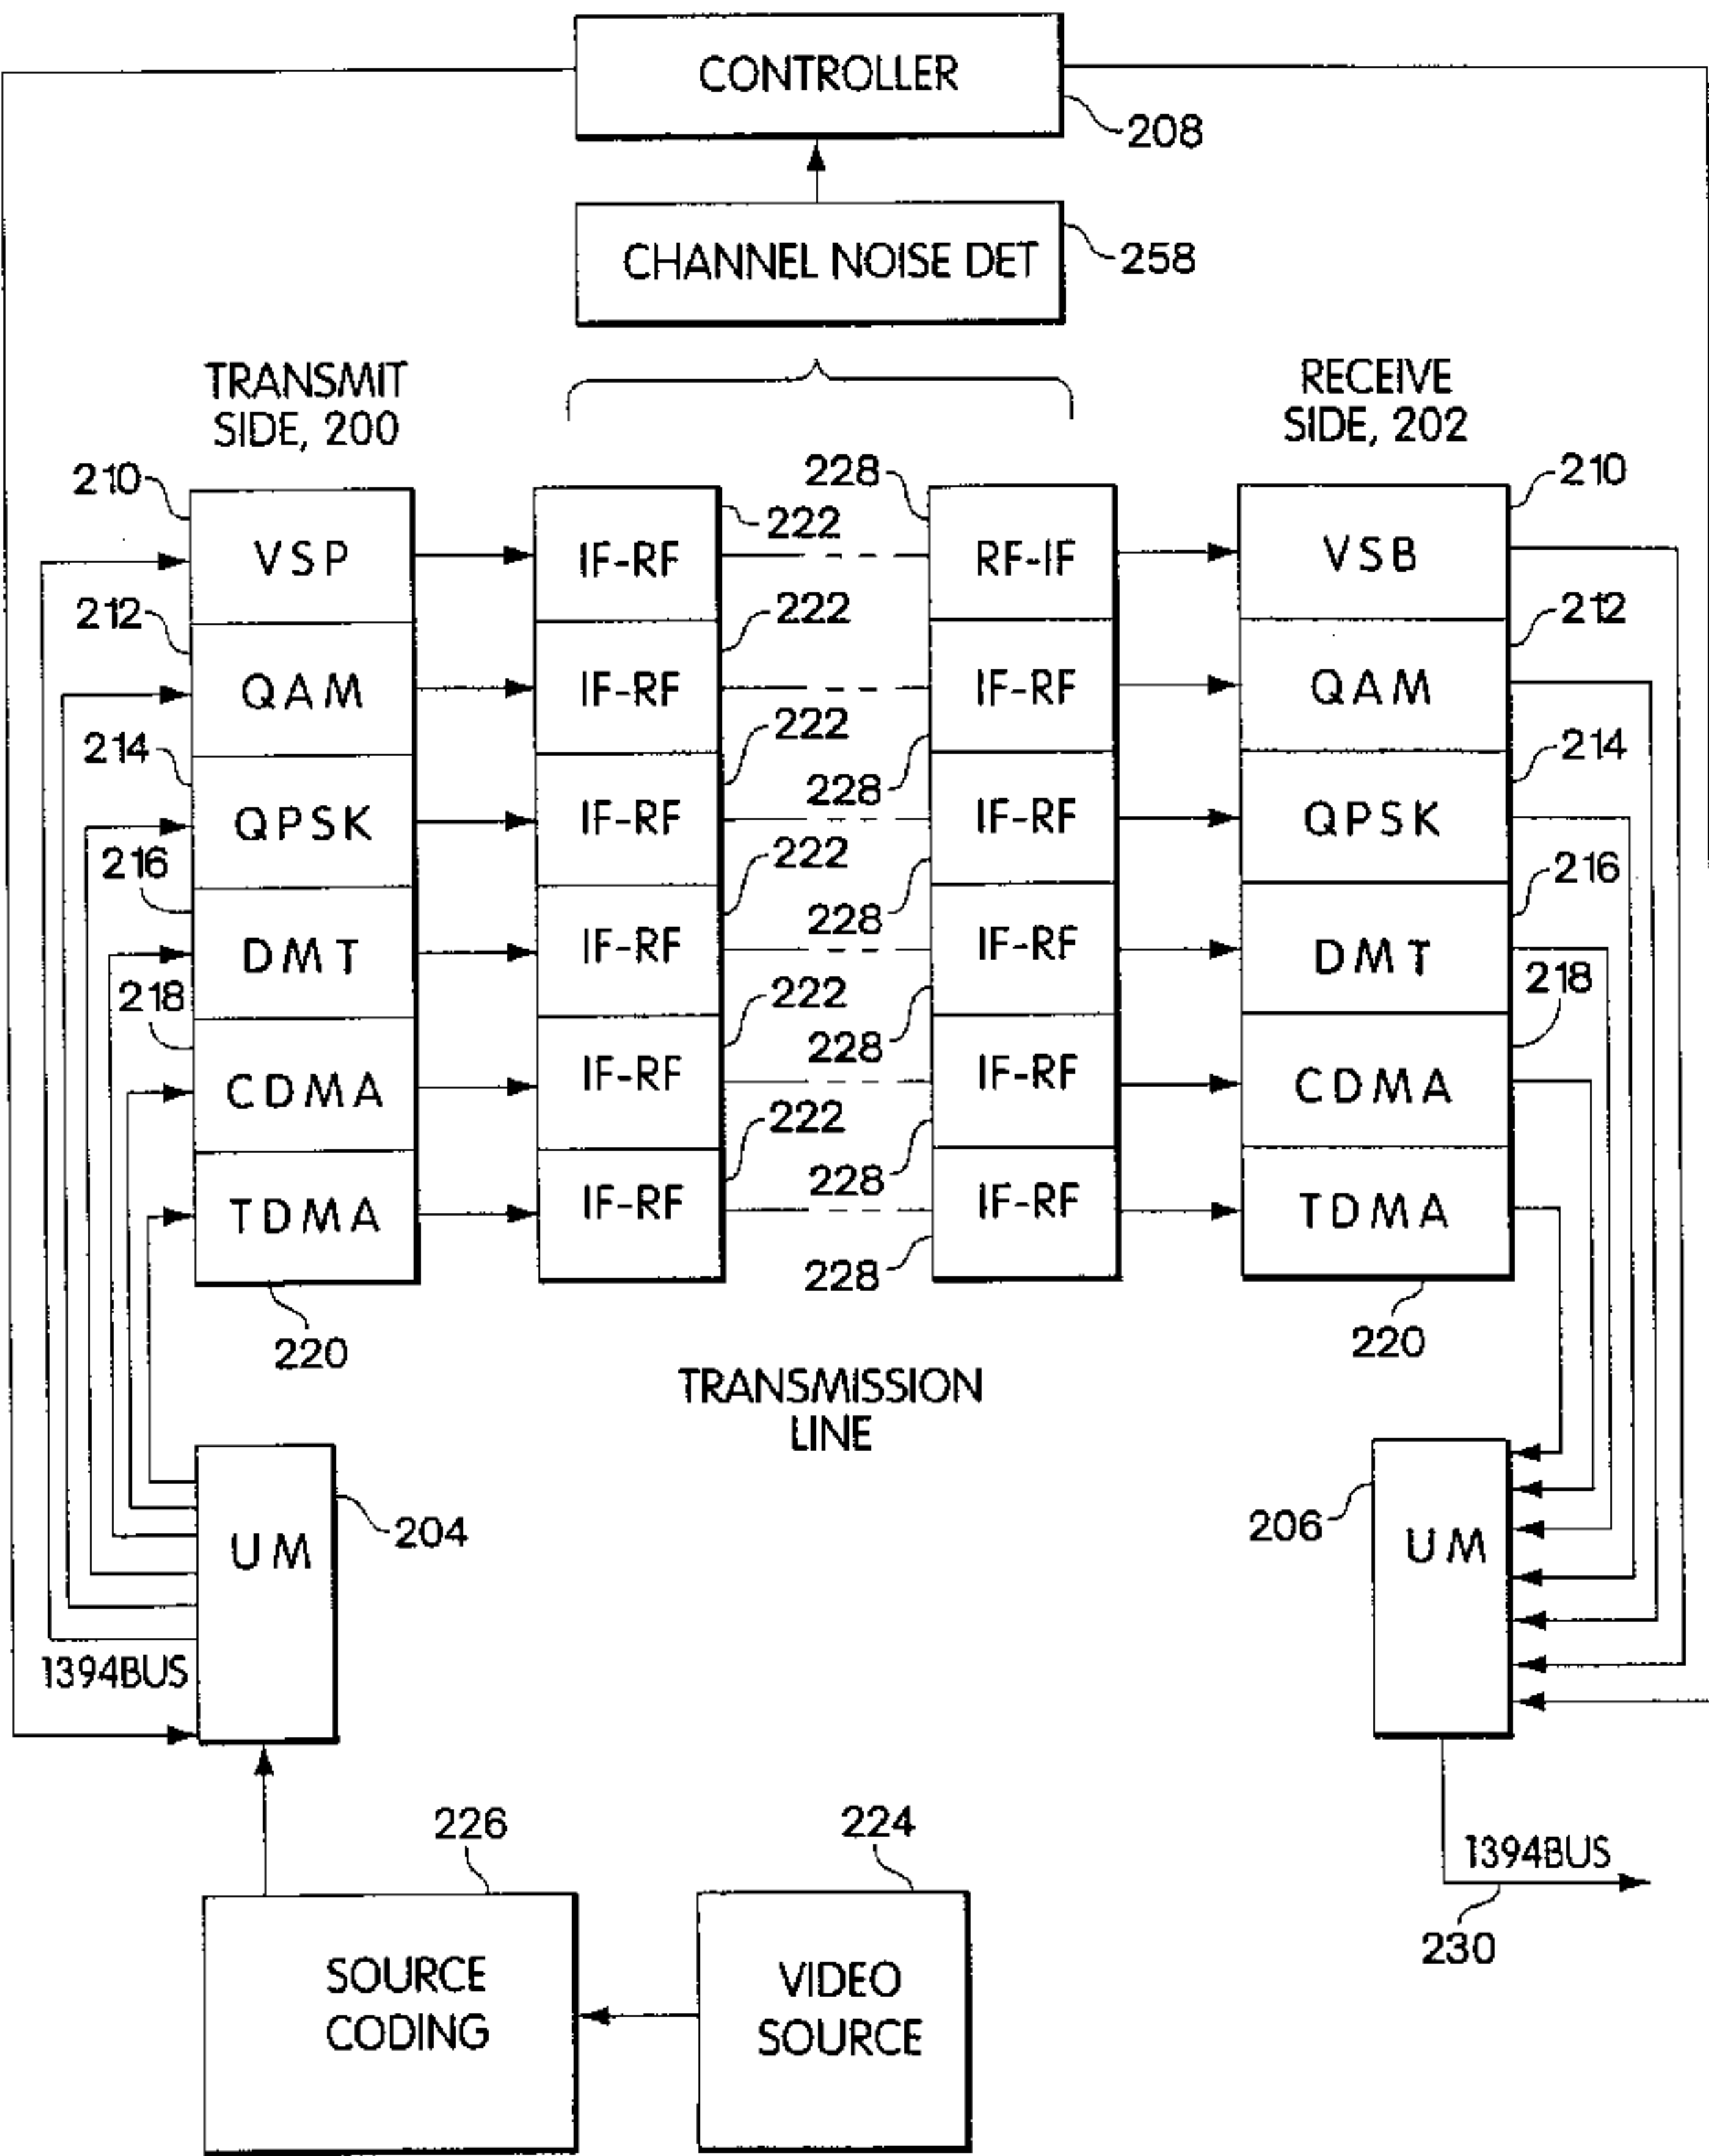 CONTROLLER
208
CHANNEL NOISE DET
258
TRANSMIT
SIDE, 200
RECEIVE
SIDE, 202
210
VSP
IF-RF
222
228
RF-IF
VSB
210
212
QAM
IF-RF
222
228
IF-RF
QAM
212
214
QPSK
IF-RF
222
228
IF-RF
QPSK
214
216
DMT
IF-RF
222
228
IF-RF
DMT
216
218
CDMA
IF-RF
222
228
IF-RF
CDMA
218
TDMA
IF-RF
222
228
IF-RF
TDMA
220
220
TRANSMISSION
LINE
UM
204
206
UM
1394BUS
226
224
1394BUS
230
SOURCE
CODING
VIDEO
SOURCE